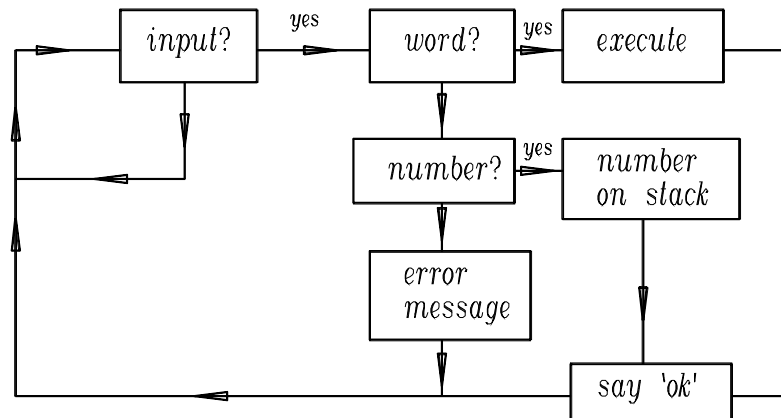 input?
yes
word?
yes
execute
number?
yes
number
on stack
error
message
say 'ok'